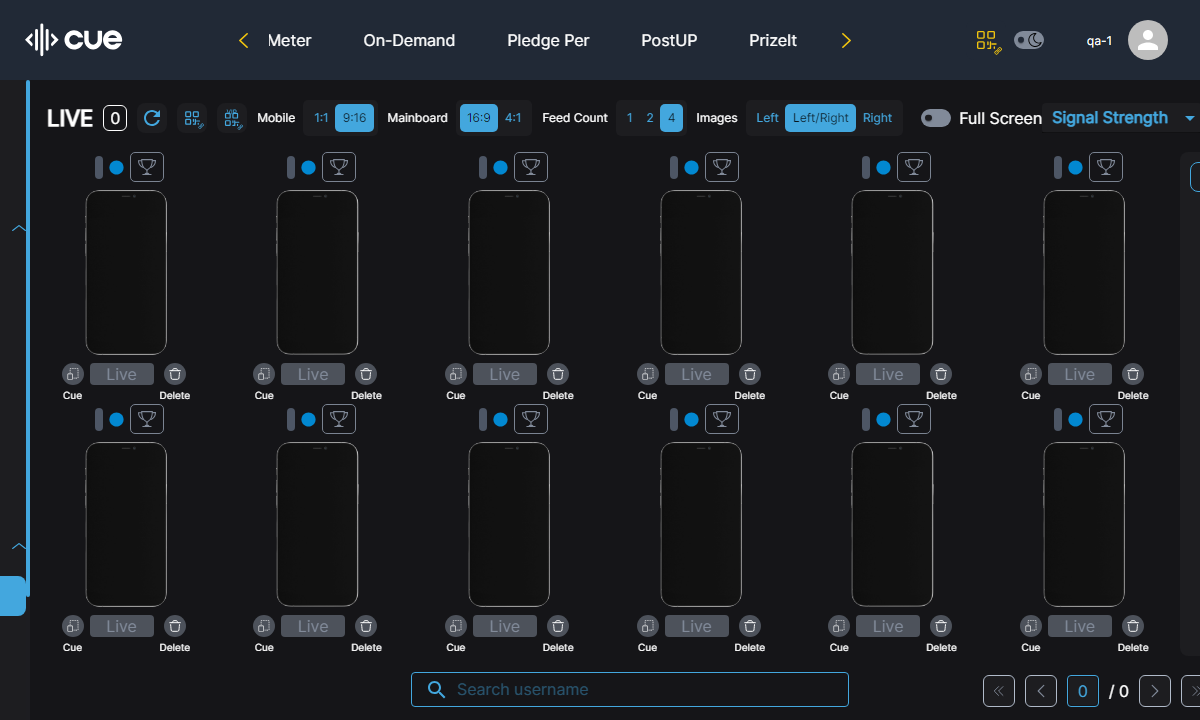 cue
Meter On-Demand Pledge Per PostUP PrizeIt
qa-1
LIVE 0 Mobile 1:1 9:16 Mainboard 16:9 4:1 Feed Count 1 2 4 Images Left Left/Right Right Full Screen Signal Strength
Live Live Live Live Live Live
Cue Delete Cue Delete Cue Delete Cue Delete Cue Delete Cue Delete
Live Live Live Live Live Live
Cue Delete Cue Delete Cue Delete Cue Delete Cue Delete Cue Delete
Search username
0 / 0